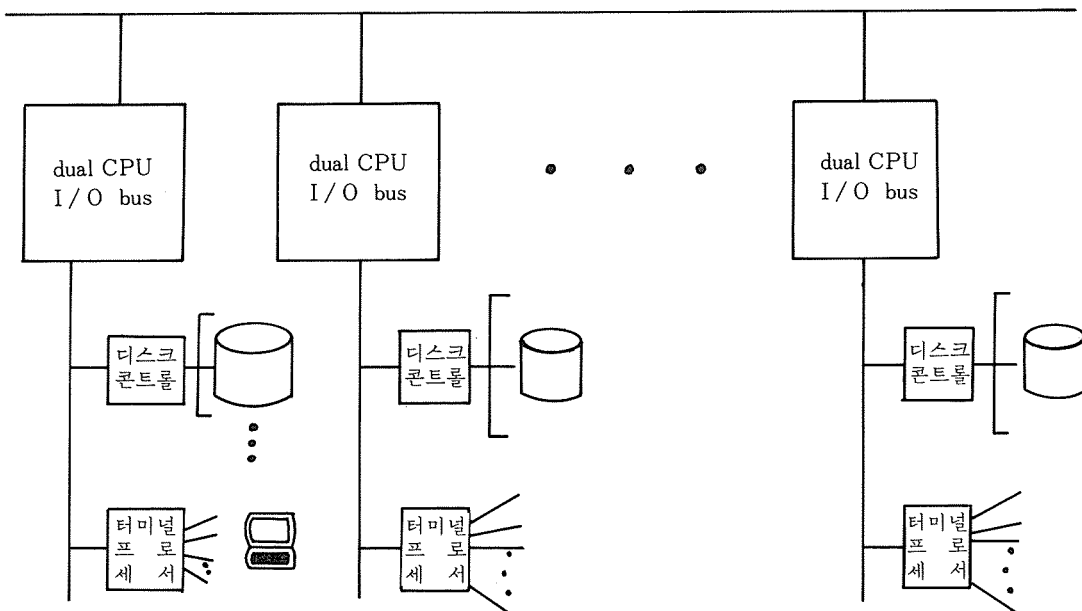 dual CPU
I/O bus
dual CPU
I/O bus
dual CPU
I/O bus
디스크
콘트롤
디스크
콘트롤
디스크
콘트롤
터미널
프 로
세 서
터미널
프 로
세 서
터미널
프 로
세 서